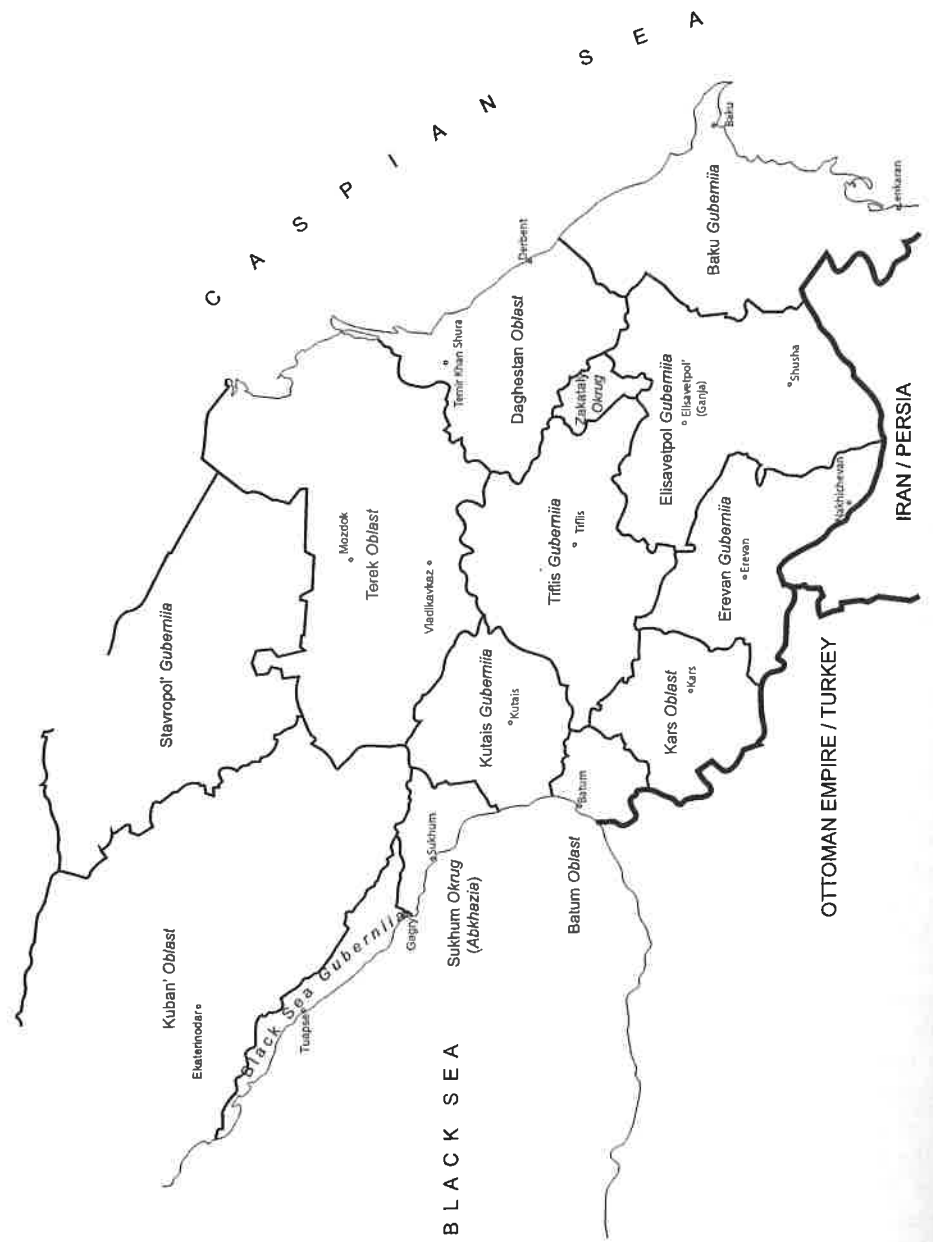 CASPIAN SEA
BLACK SEA
Stavropol' Guberniia
Kuban' Oblast
Ekaterinodar
Black Sea Guberniia
Tuapse
Gagry
Sukhum
Sukhum Okrug
(Abkhazia)
Terek Oblast
Mozdok
Vladikavkaz
Temir Khan Shura
Daghestan Oblast
Derbent
Kutais Guberniia
Kutais
Tiflis Guberniia
Tiflis
Zakataly
Okrug
Batum
Batum Oblast
Kars Oblast
Kars
Erevan Guberniia
Erevan
Elisavetpol Guberniia
Elisavetpol'
(Ganja)
Shusha
Nakhichevan
Baku Guberniia
Baku
Lenkaran
OTTOMAN EMPIRE / TURKEY
IRAN / PERSIA